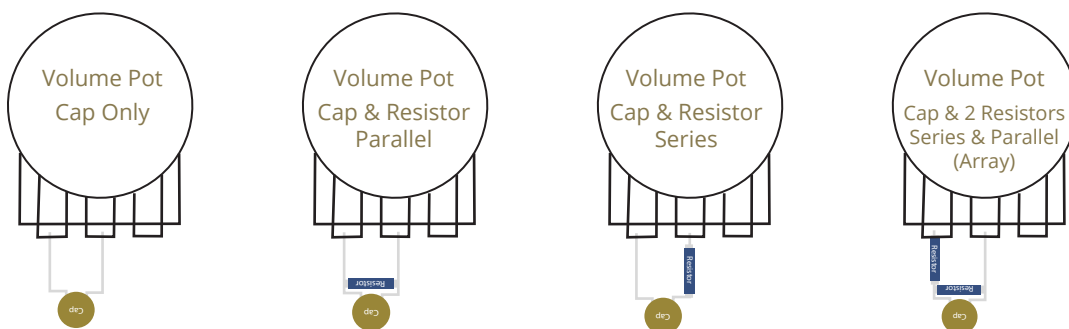 Volume Pot
Cap Only
Cap
Volume Pot
Cap & Resistor
Parallel
Resistor
Cap
Volume Pot
Cap & Resistor
Series
Resistor
Cap
Volume Pot
Cap & 2 Resistors
Series & Parallel
(Array)
Resistor
Resistor
Cap